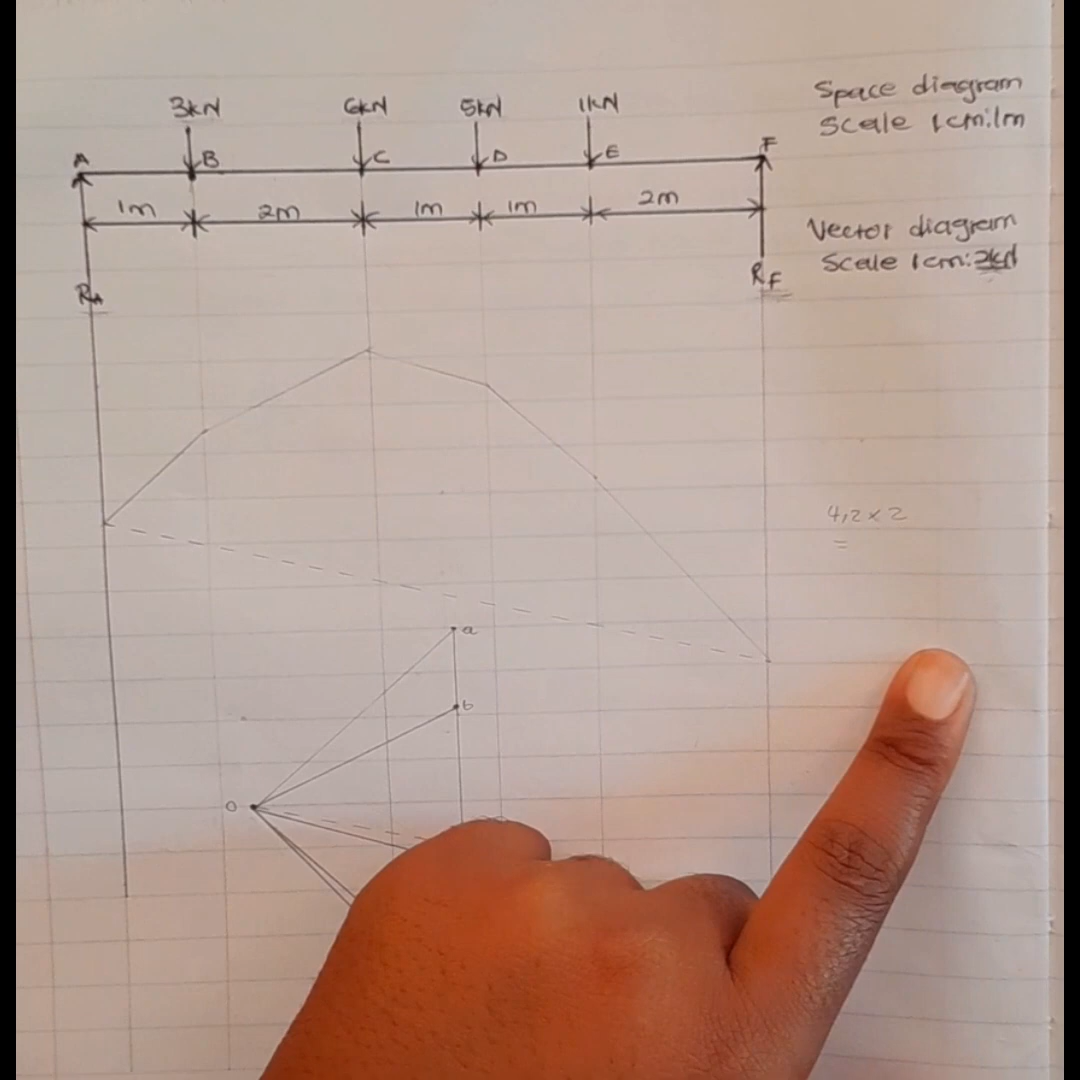 3kN 6kN 5kN 1kN
Space diagram
Scale 1cm:1m
A B C D E F
1m 2m 1m 1m 2m
Vector diagram
Scale 1cm:2kN
RA RF
4,2 × 2
=
a
b
O